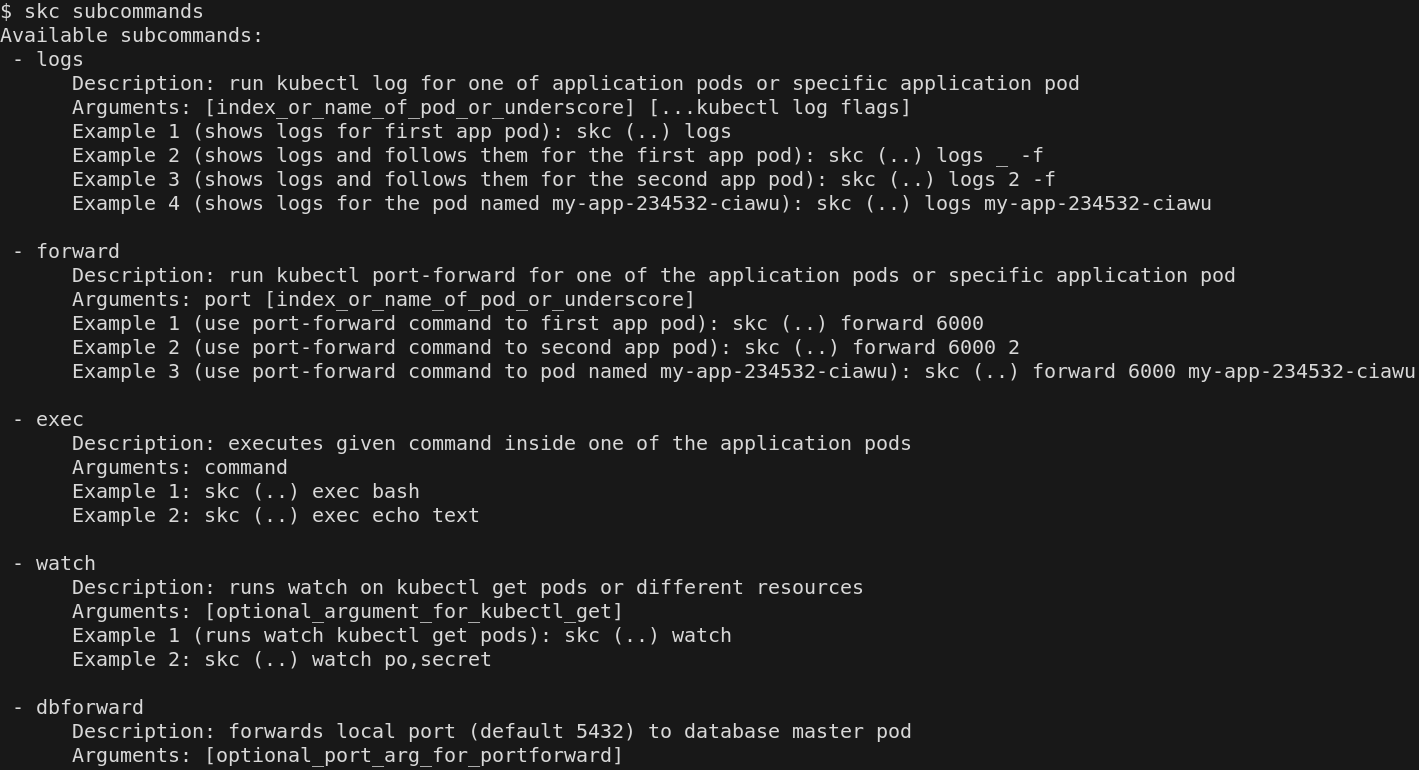 $ skc subcommands
Available subcommands:
 - logs
      Description: run kubectl log for one of application pods or specific application pod
      Arguments: [index_or_name_of_pod_or_underscore] [...kubectl log flags]
      Example 1 (shows logs for first app pod): skc (..) logs
      Example 2 (shows logs and follows them for the first app pod): skc (..) logs _ -f
      Example 3 (shows logs and follows them for the second app pod): skc (..) logs 2 -f
      Example 4 (shows logs for the pod named my-app-234532-ciawu): skc (..) logs my-app-234532-ciawu

 - forward
      Description: run kubectl port-forward for one of the application pods or specific application pod
      Arguments: port [index_or_name_of_pod_or_underscore]
      Example 1 (use port-forward command to first app pod): skc (..) forward 6000
      Example 2 (use port-forward command to second app pod): skc (..) forward 6000 2
      Example 3 (use port-forward command to pod named my-app-234532-ciawu): skc (..) forward 6000 my-app-234532-ciawu

 - exec
      Description: executes given command inside one of the application pods
      Arguments: command
      Example 1: skc (..) exec bash
      Example 2: skc (..) exec echo text

 - watch
      Description: runs watch on kubectl get pods or different resources
      Arguments: [optional_argument_for_kubectl_get]
      Example 1 (runs watch kubectl get pods): skc (..) watch
      Example 2: skc (..) watch po,secret

 - dbforward
      Description: forwards local port (default 5432) to database master pod
      Arguments: [optional_port_arg_for_portforward]